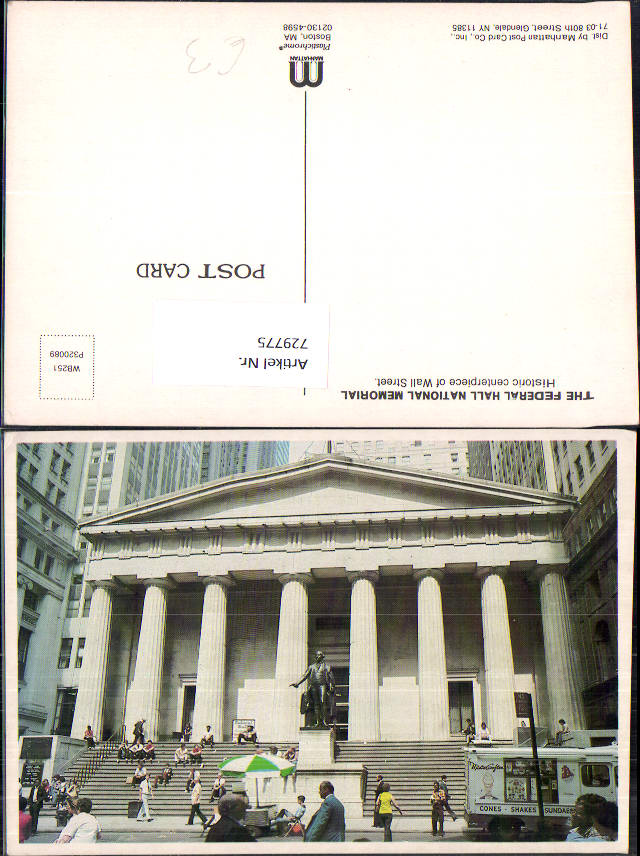 THE FEDERAL HALL NATIONAL MEMORIAL
Historic centerpiece of Wall Street.
WB251
P320089
Artikel Nr.
729775
POST CARD
MANHATTAN
Plastichrome®
Boston, MA
02130-4598
Dist. by Manhattan Post Card Co., Inc.,
71-03 80th Street, Glendale, NY 11385
C3
CONES - SHAKES SUNDAES